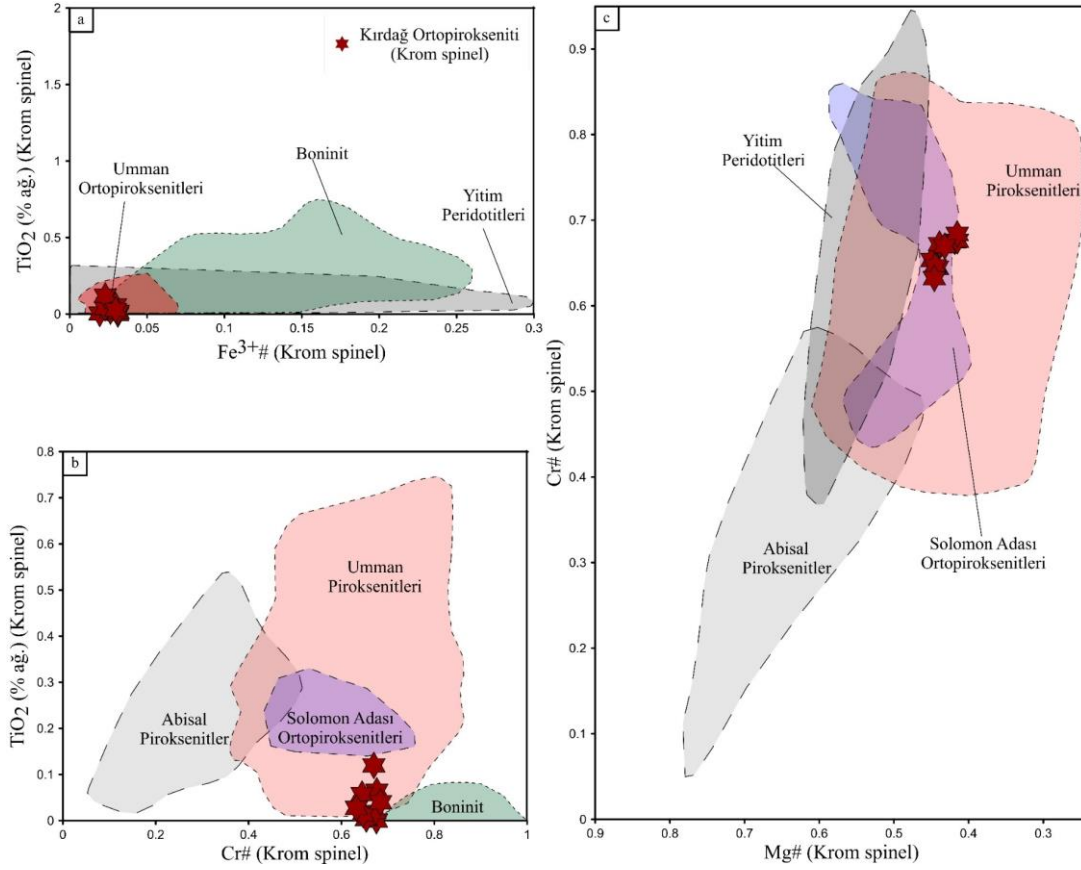 a
2
1.5
1
0.5
0
TiO2 (% ağ.) (Krom spinel)
Kırdağ Ortopirokseniti
(Krom spinel)
Umman
Ortopiroksenitleri
Boninit
Yitim
Peridotitleri
0
0.05
0.1
0.15
0.2
0.25
0.3
Fe3+# (Krom spinel)
b
0.8
0.7
0.6
0.5
0.4
0.3
0.2
0.1
0
TiO2 (% ağ.) (Krom spinel)
Umman
Piroksenitleri
Abisal
Piroksenitler
Solomon Adası
Ortopiroksenitleri
Boninit
0
0.2
0.4
0.6
0.8
1
Cr# (Krom spinel)
c
0.9
0.8
0.7
0.6
0.5
0.4
0.3
0.2
0.1
0
Cr# (Krom spinel)
Yitim
Peridotitleri
Umman
Piroksenitleri
Abisal
Piroksenitler
Solomon Adası
Ortopiroksenitleri
0.9
0.8
0.7
0.6
0.5
0.4
0.3
Mg# (Krom spinel)